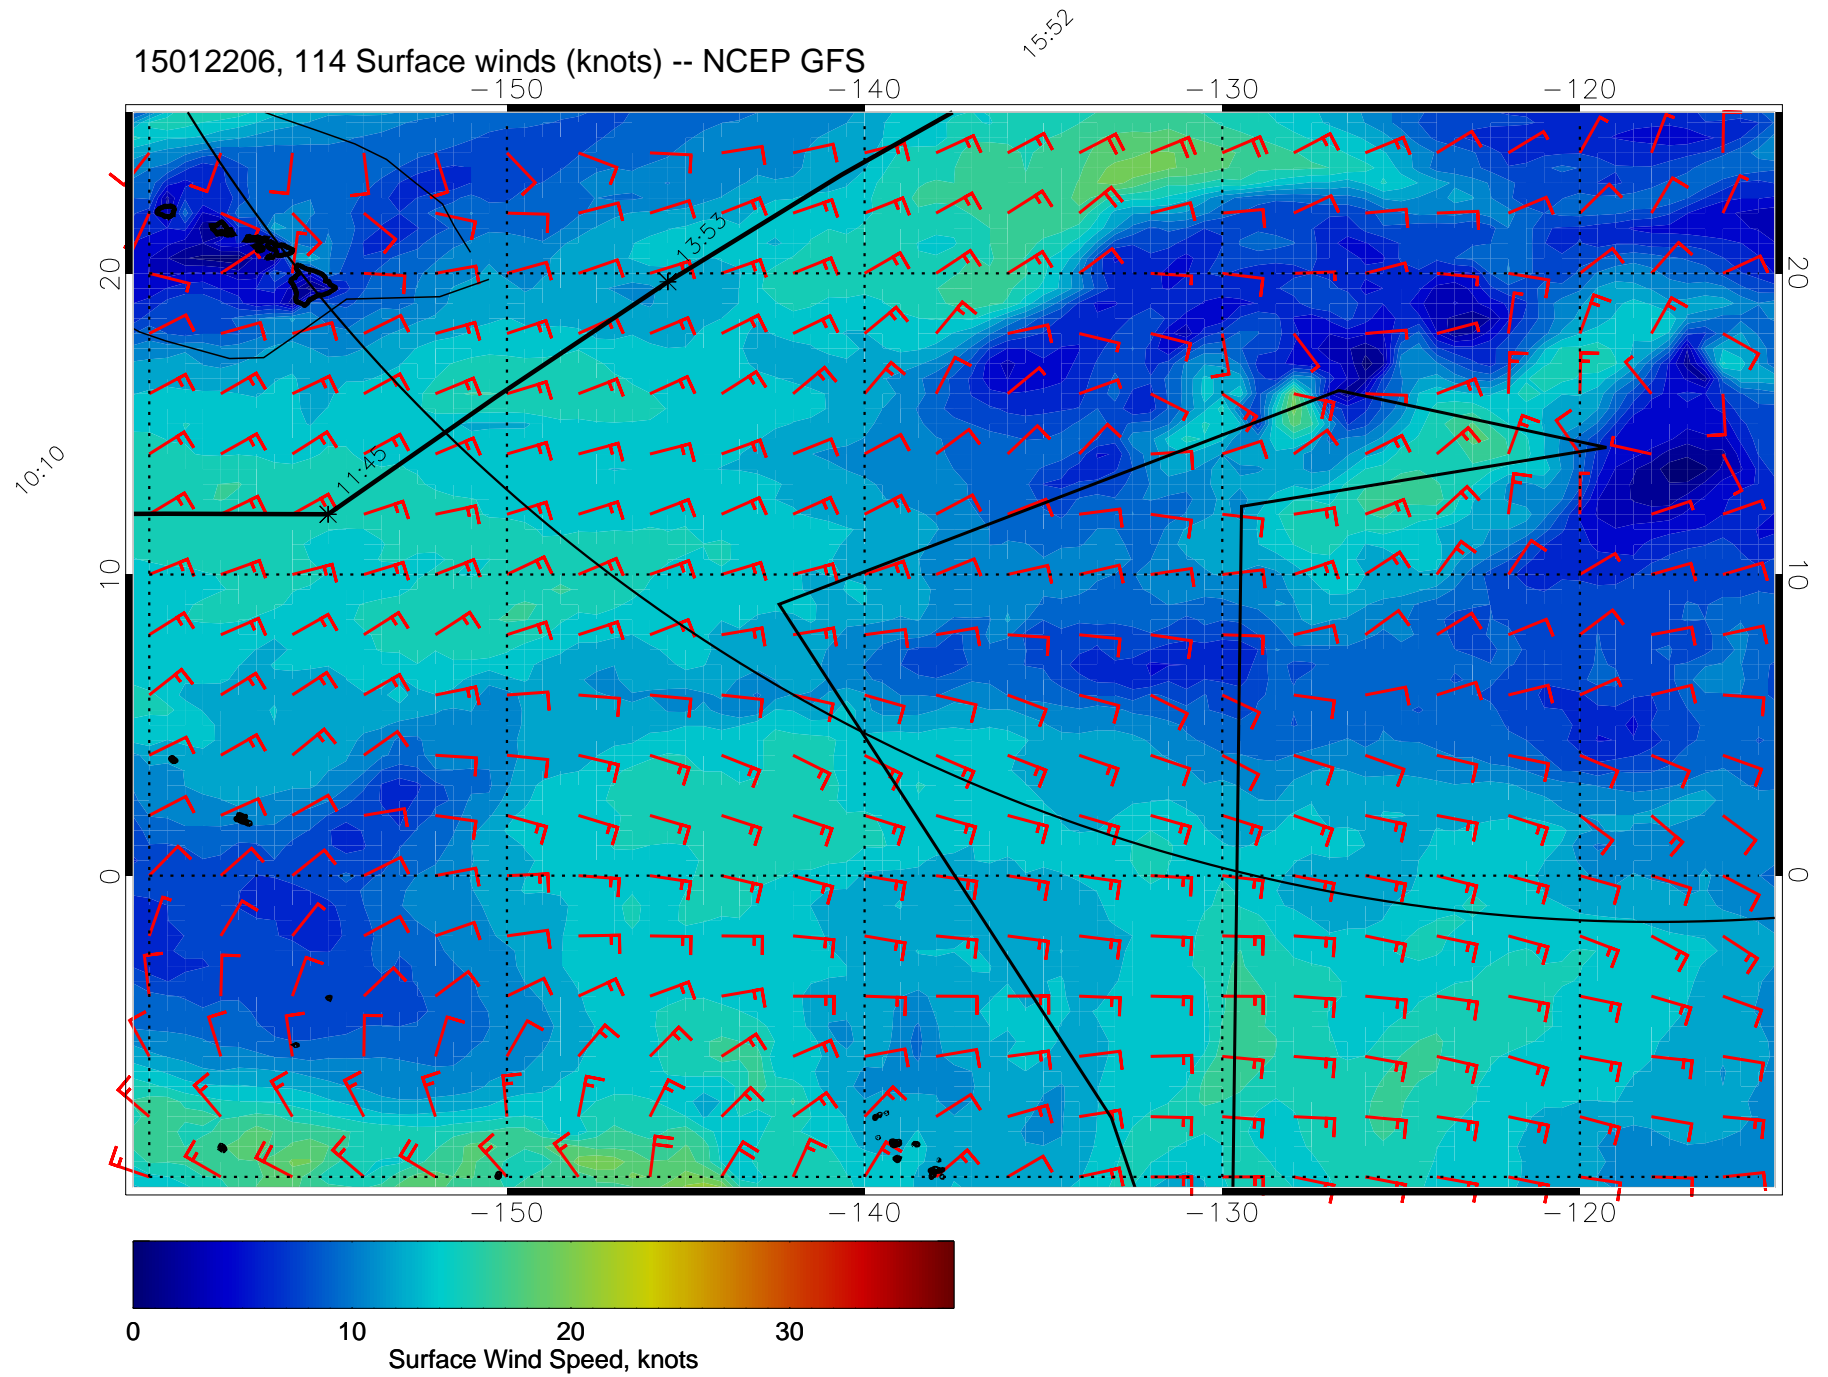 15:52
15012206, 114 Surface winds (knots) -- NCEP GFS
-150 -140 -130 -120
13:53
20 20
10:10
11:45
10 10
0 0
-150 -140 -130 -120
0 10 20 30
Surface Wind Speed, knots